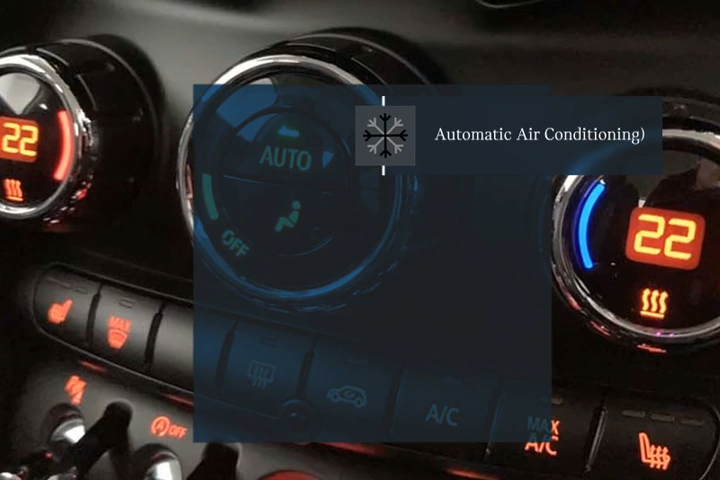 Automatic Air Conditioning)
22
AUTO
OFF
22
MAX
A/C
MAX
A/C
OFF